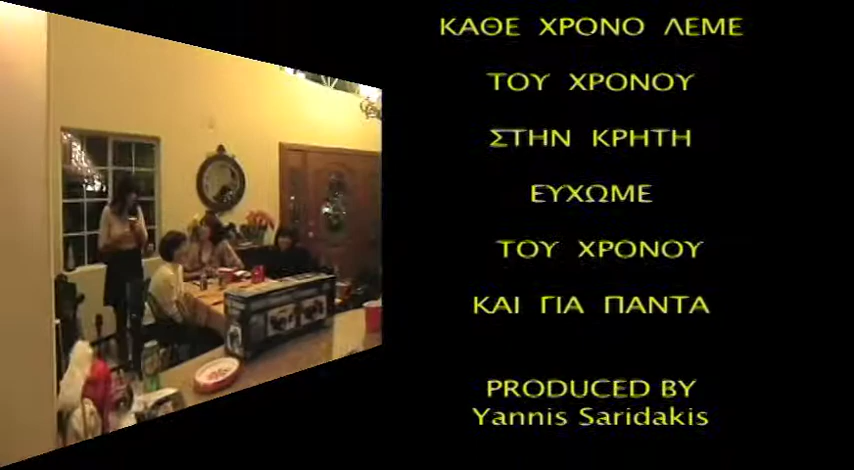 ΚΑΘΕ ΧΡΟΝΟ ΛΕΜΕ
ΤΟΥ ΧΡΟΝΟΥ
ΣΤΗΝ ΚΡΗΤΗ
ΕΥΧΩΜΕ
ΤΟΥ ΧΡΟΝΟΥ
ΚΑΙ ΓΙΑ ΠΑΝΤΑ
PRODUCED BY
Yannis Saridakis